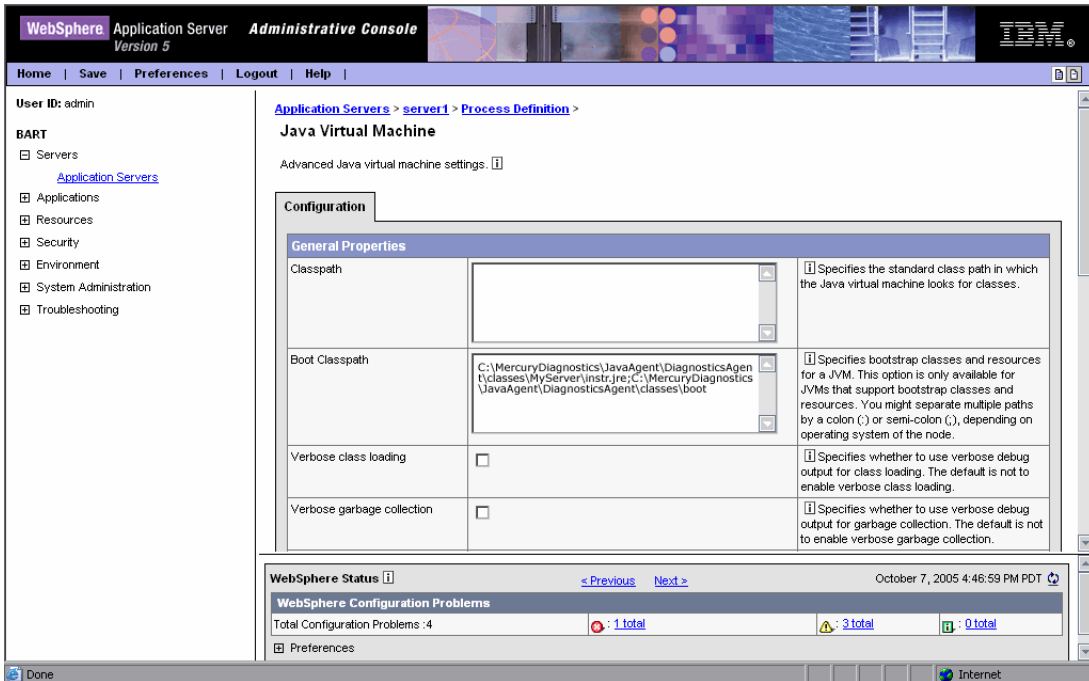 WebSphere Application Server Administrative Console
Version 5
IBM®
Home | Save | Preferences | Logout | Help |
User ID: admin
BART
Servers
Application Servers
Applications
Resources
Security
Environment
System Administration
Troubleshooting
Application Servers > server1 > Process Definition >
Java Virtual Machine
Advanced Java virtual machine settings. i
Configuration
General Properties
Classpath
i Specifies the standard class path in which
the Java virtual machine looks for classes.
Boot Classpath
C:\MercuryDiagnostics\JavaAgent\DiagnosticsAgen
t\classes\MyServer\instr.jre;C:\MercuryDiagnostics
\JavaAgent\DiagnosticsAgent\classes\boot
i Specifies bootstrap classes and resources
for a JVM. This option is only available for
JVMs that support bootstrap classes and
resources. You might separate multiple paths
by a colon (:) or semi-colon (;), depending on
operating system of the node.
Verbose class loading
i Specifies whether to use verbose debug
output for class loading. The default is not to
enable verbose class loading.
Verbose garbage collection
i Specifies whether to use verbose debug
output for garbage collection. The default is not
to enable verbose garbage collection.
WebSphere Status i
< Previous Next >
October 7, 2005 4:46:59 PM PDT
WebSphere Configuration Problems
Total Configuration Problems :4
: 1 total
: 3 total
: 0 total
Preferences
Done
Internet